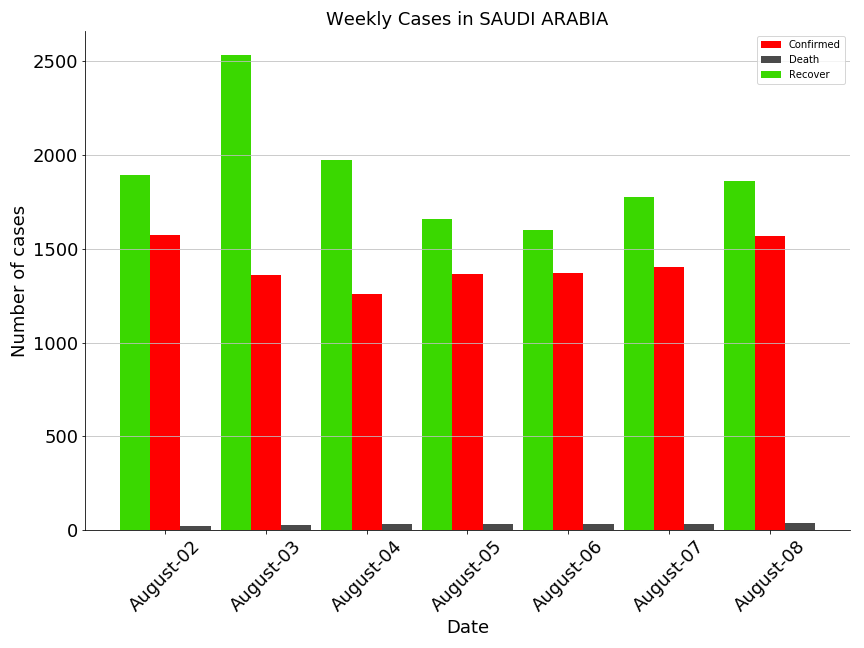 Weekly Cases in SAUDI ARABIA
Confirmed
Death
Recover
Number of cases
2500
2000
1500
1000
500
0
August-02
August-03
August-04
August-05
August-06
August-07
August-08
Date